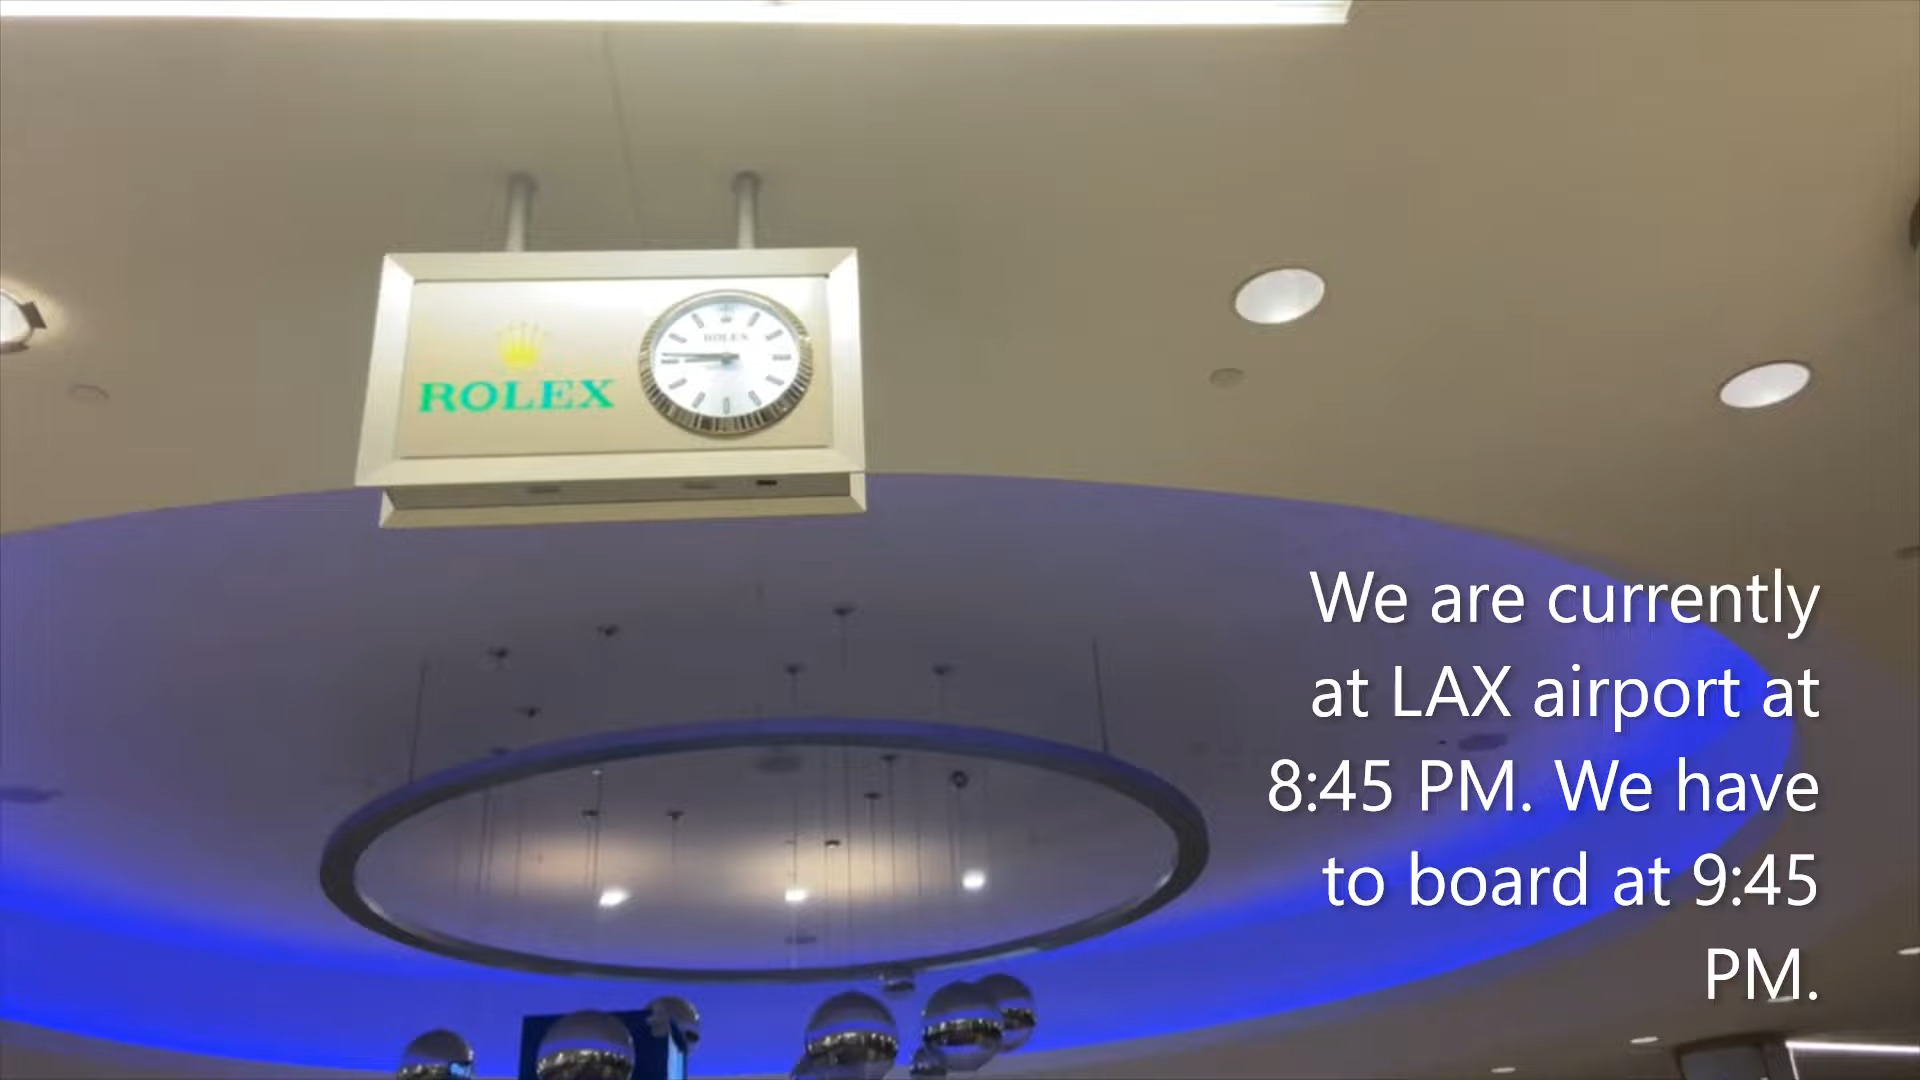 ROLEX
ROLEX
We are currently
at LAX airport at
8:45 PM. We have
to board at 9:45
PM.